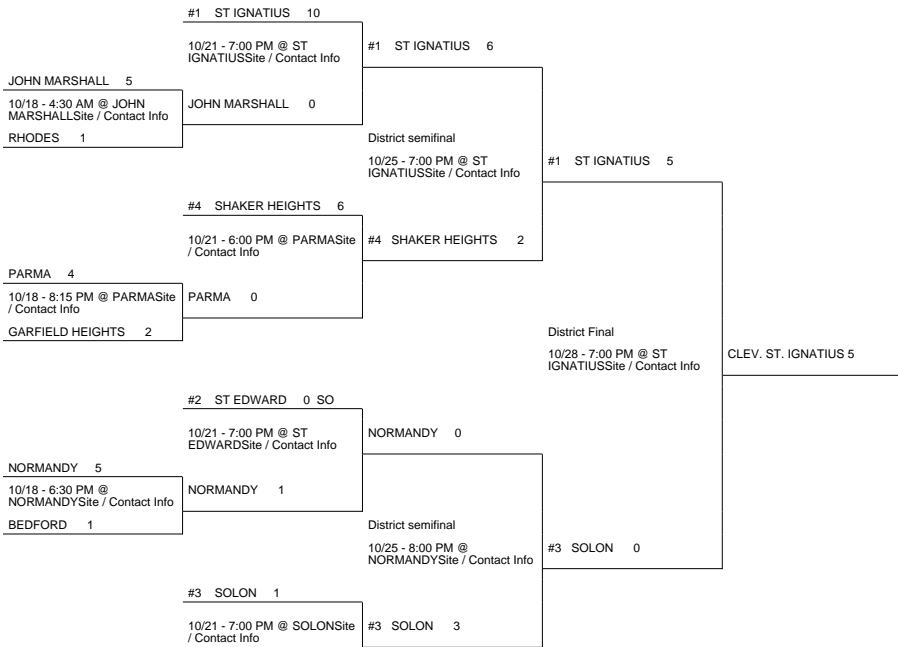 #1 ST IGNATIUS 10
10/21 - 7:00 PM @ ST
IGNATIUSSite / Contact Info
#1 ST IGNATIUS 6
JOHN MARSHALL 5
10/18 - 4:30 AM @ JOHN
MARSHALLSite / Contact Info
JOHN MARSHALL 0
RHODES 1
District semifinal
10/25 - 7:00 PM @ ST
IGNATIUSSite / Contact Info
#1 ST IGNATIUS 5
#4 SHAKER HEIGHTS 6
10/21 - 6:00 PM @ PARMASite
/ Contact Info
#4 SHAKER HEIGHTS 2
PARMA 4
10/18 - 8:15 PM @ PARMASite
/ Contact Info
PARMA 0
GARFIELD HEIGHTS 2
District Final
10/28 - 7:00 PM @ ST
IGNATIUSSite / Contact Info
CLEV. ST. IGNATIUS 5
#2 ST EDWARD 0 SO
10/21 - 7:00 PM @ ST
EDWARDSite / Contact Info
NORMANDY 0
NORMANDY 5
10/18 - 6:30 PM @
NORMANDYSite / Contact Info
NORMANDY 1
BEDFORD 1
District semifinal
10/25 - 8:00 PM @
NORMANDYSite / Contact Info
#3 SOLON 0
#3 SOLON 1
10/21 - 7:00 PM @ SOLONSite
/ Contact Info
#3 SOLON 3